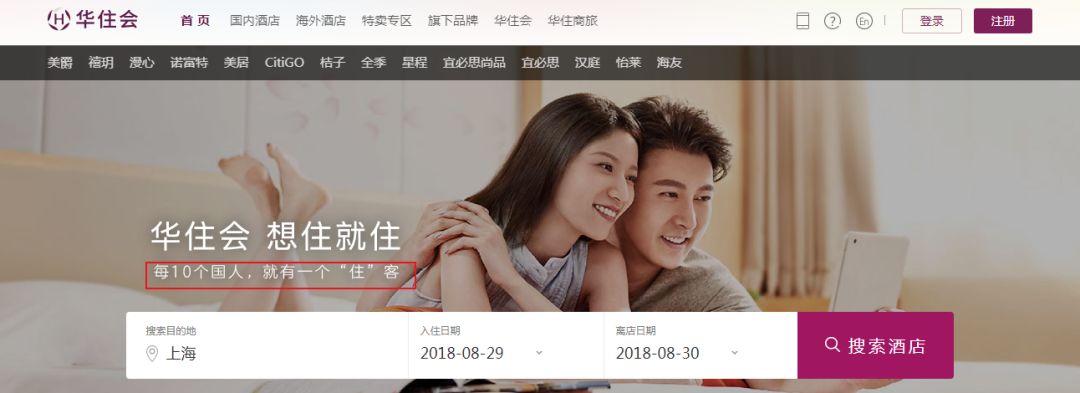 华住会 首页 国内酒店 海外酒店 特卖专区 旗下品牌 华住会 华住商旅 En 登录 注册
美爵 禧玥 漫心 诺富特 美居 CitiGO 桔子 全季 星程 宜必思尚品 宜必思 汉庭 怡莱 海友
华住会 想住就住
每10个国人，就有一个“住”客
搜索目的地 入住日期 离店日期
上海 2018-08-29 2018-08-30 搜索酒店